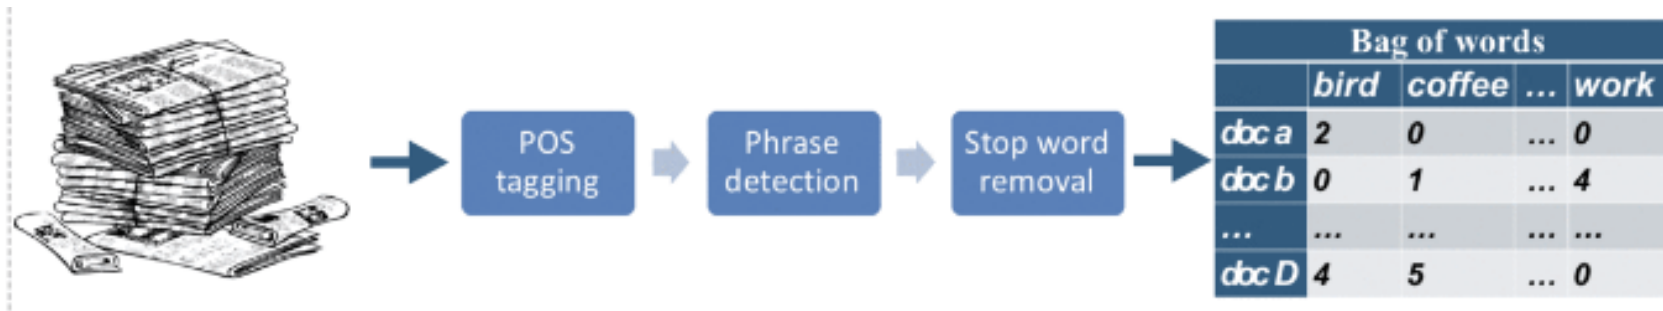 POS
tagging
Phrase
detection
Stop word
removal
Bag of words
bird coffee ... work
doc a 2 0 ... 0
doc b 0 1 ... 4
... ... ... ... ...
doc D 4 5 ... 0